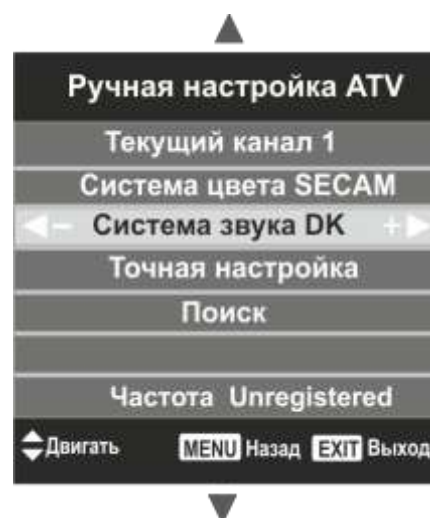 Ручная настройка ATV
Текущий канал 1
Система цвета SECAM
− Система звука DK +
Точная настройка
Поиск
Частота Unregistered
Двигать MENU Назад EXIT Выход